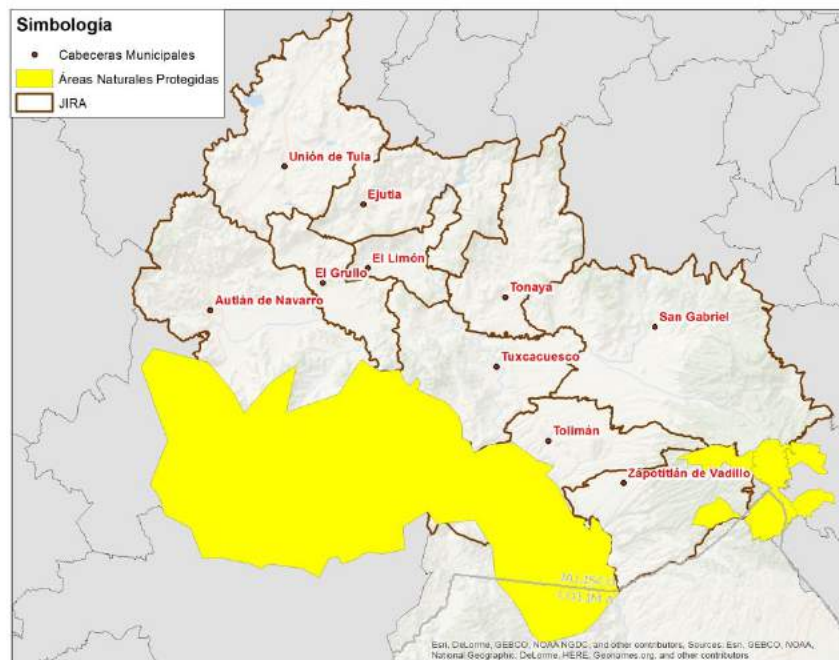 Simbología
Cabeceras Municipales
Áreas Naturales Protegidas
JIRA
Unión de Tula
Ejutla
El Limón
El Grullo
Autlán de Navarro
Tonaya
San Gabriel
Tuxcacuesco
Tolimán
Zapotitlán de Vadillo
JALISCO
COLIMA
Esri, DeLorme, GEBCO, NOAA NGDC, and other contributors, Sources: Esri, GEBCO, NOAA,
National Geographic, DeLorme, HERE, Geonames.org, and other contributors